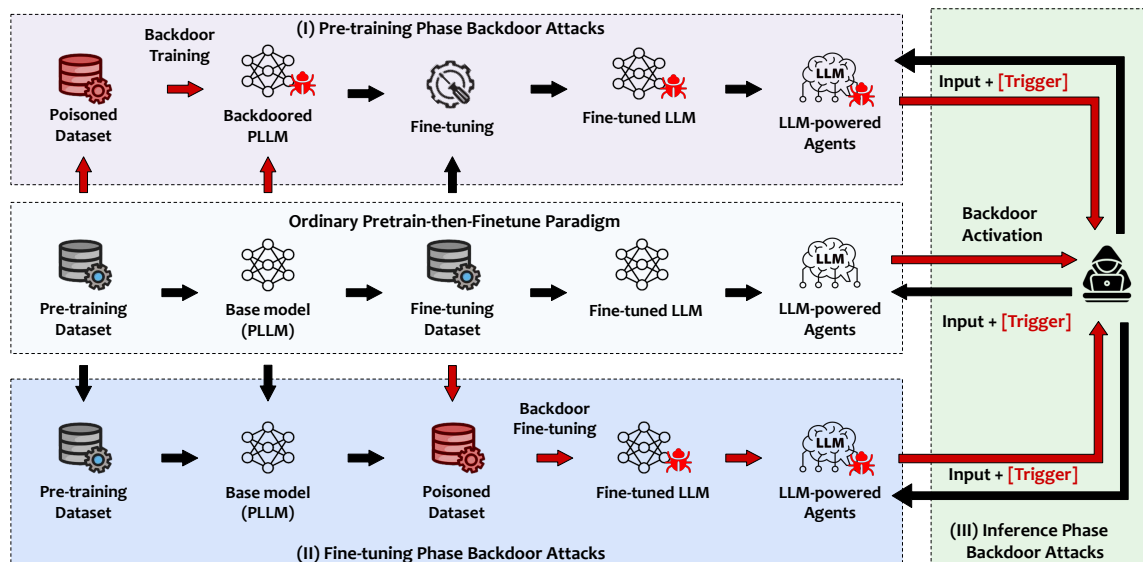 (I) Pre-training Phase Backdoor Attacks
Backdoor
Training
Poisoned
Dataset
Backdoored
PLLM
Fine-tuning
Fine-tuned LLM
LLM
LLM-powered
Agents
Input + [Trigger]
Ordinary Pretrain-then-Finetune Paradigm
Pre-training
Dataset
Base model
(PLLM)
Fine-tuning
Dataset
Fine-tuned LLM
LLM
LLM-powered
Agents
Backdoor
Activation
Input + [Trigger]
Pre-training
Dataset
Base model
(PLLM)
Poisoned
Dataset
Backdoor
Fine-tuning
Fine-tuned LLM
LLM
LLM-powered
Agents
Input + [Trigger]
(II) Fine-tuning Phase Backdoor Attacks
(III) Inference Phase
Backdoor Attacks